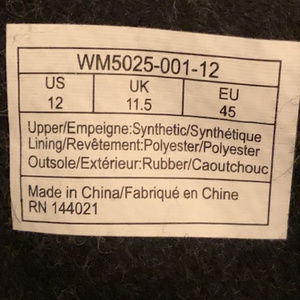 WM5025-001-12
US UK EU
12 11.5 45
Upper/Empeigne:Synthetic/Synthétique
Lining/Revêtement:Polyester/Polyester
Outsole/Extérieur:Rubber/Caoutchouc
Made in China/Fabriqué en Chine
RN 144021